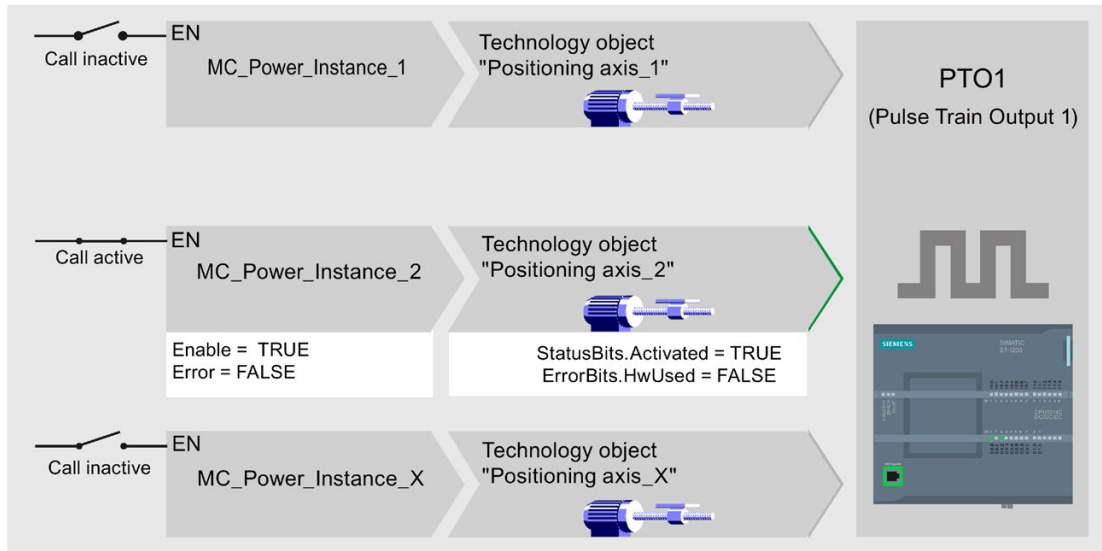 EN
Call inactive
MC_Power_Instance_1
Technology object
"Positioning axis_1"
PTO1
(Pulse Train Output 1)
EN
Call active
MC_Power_Instance_2
Technology object
"Positioning axis_2"
Enable = TRUE
Error = FALSE
StatusBits.Activated = TRUE
ErrorBits.HwUsed = FALSE
SIEMENS
SIMATIC
EN
Call inactive
MC_Power_Instance_X
Technology object
"Positioning axis_X"